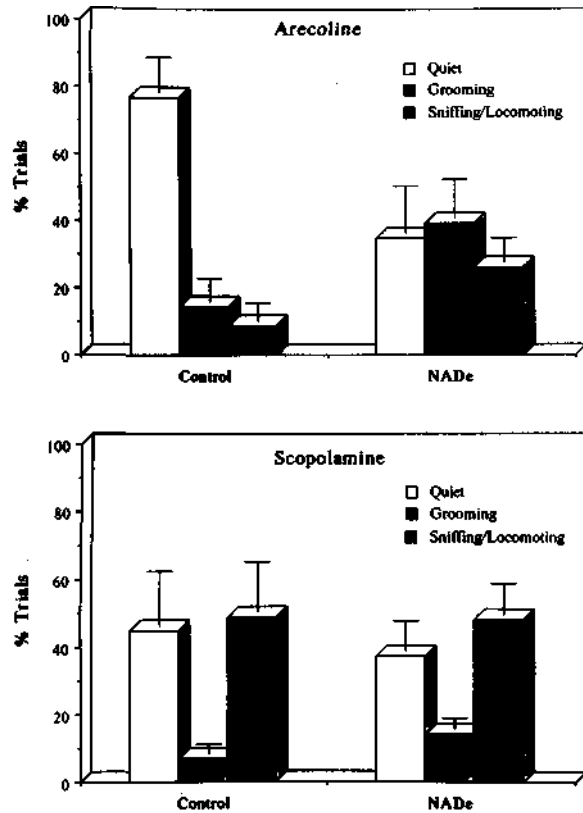 Arecoline
Quiet
Grooming
Sniffing/Locomoting
% Trials
100
80
60
40
20
0
Control NADe
Scopolamine
Quiet
Grooming
Sniffing/Locomoting
% Trials
100
80
60
40
20
0
Control NADe